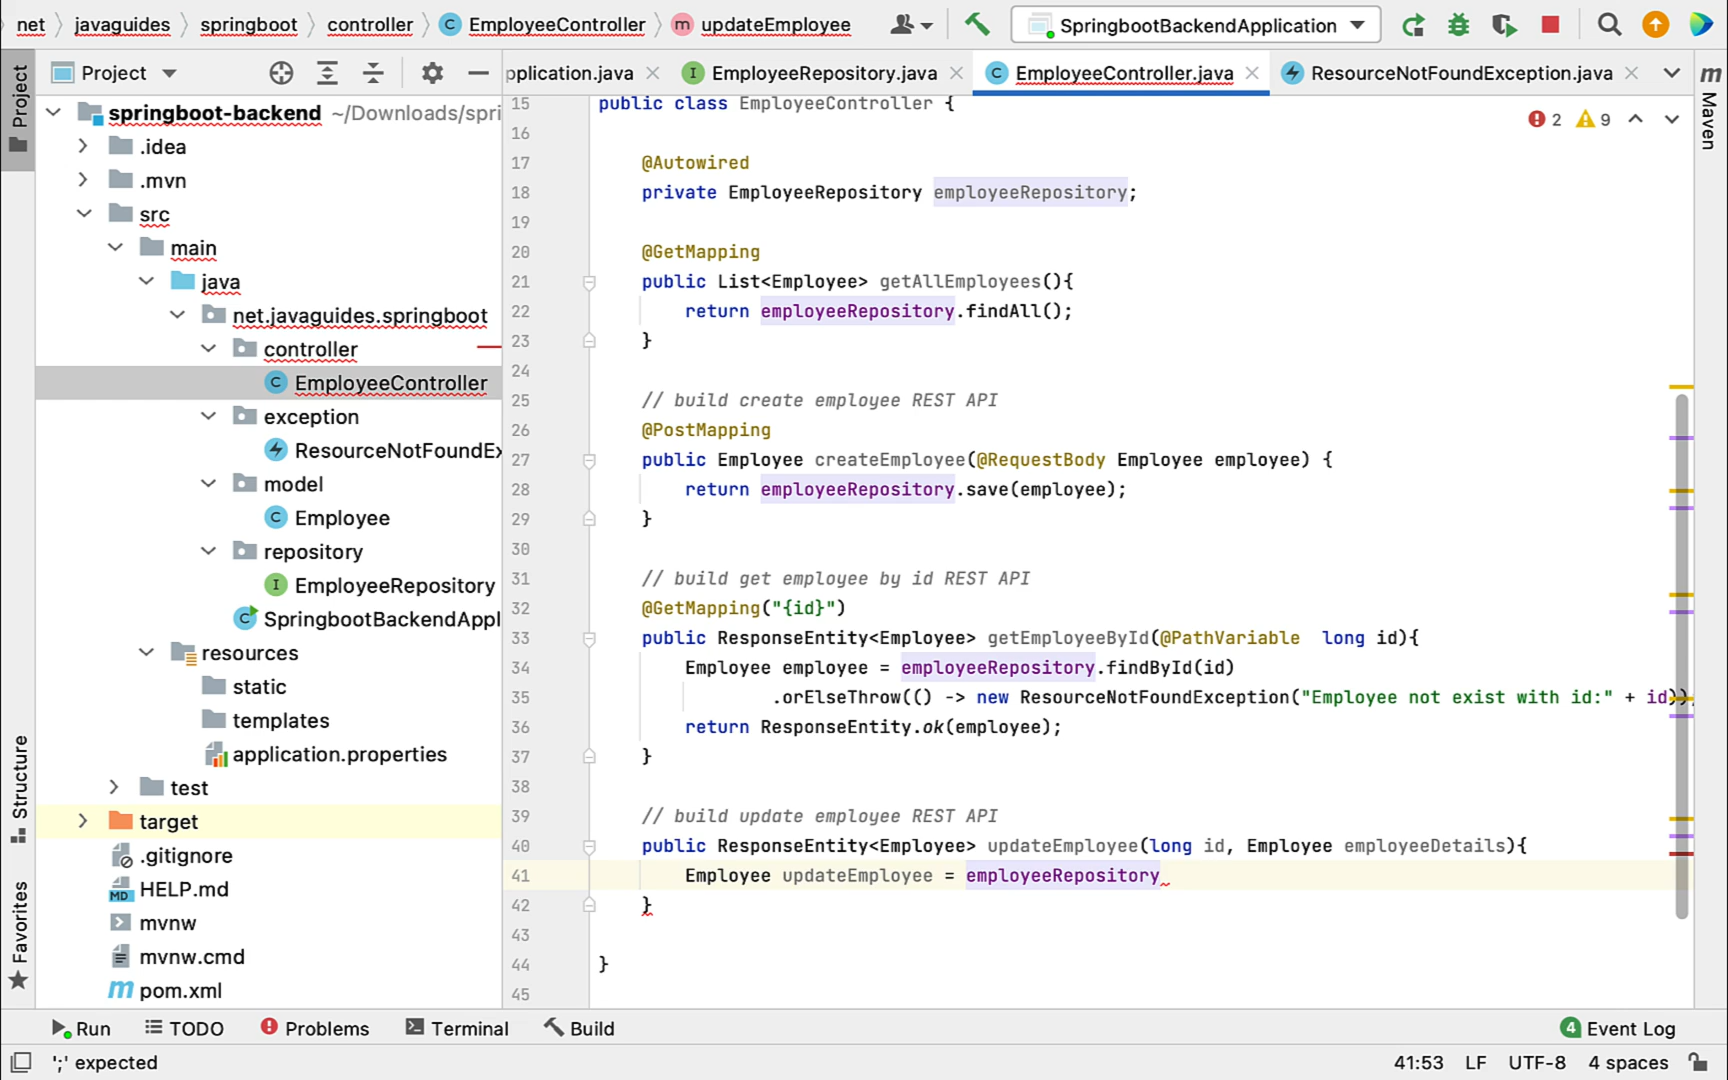 net javaguides springboot controller EmployeeController updateEmployee SpringbootBackendApplication
Project pplication.java EmployeeRepository.java EmployeeController.java ResourceNotFoundException.java
Project
Structure
Favorites
springboot-backend ~/Downloads/spri
.idea
.mvn
src
main
java
net.javaguides.springboot
controller
EmployeeController
exception
ResourceNotFoundEx
model
Employee
repository
EmployeeRepository
SpringbootBackendAppl
resources
static
templates
application.properties
test
target
.gitignore
HELP.md
mvnw
mvnw.cmd
pom.xml
2 9
Maven
15 public class EmployeeController {
16
17 @Autowired
18 private EmployeeRepository employeeRepository;
19
20 @GetMapping
21 public List<Employee> getAllEmployees(){
22 return employeeRepository.findAll();
23 }
24
25 // build create employee REST API
26 @PostMapping
27 public Employee createEmployee(@RequestBody Employee employee) {
28 return employeeRepository.save(employee);
29 }
30
31 // build get employee by id REST API
32 @GetMapping("{id}")
33 public ResponseEntity<Employee> getEmployeeById(@PathVariable long id){
34 Employee employee = employeeRepository.findById(id)
35 .orElseThrow(() -> new ResourceNotFoundException("Employee not exist with id:" + id))
36 return ResponseEntity.ok(employee);
37 }
38
39 // build update employee REST API
40 public ResponseEntity<Employee> updateEmployee(long id, Employee employeeDetails){
41 Employee updateEmployee = employeeRepository
42 }
43
44 }
45
Run TODO Problems Terminal Build 4 Event Log
';' expected 41:53 LF UTF-8 4 spaces